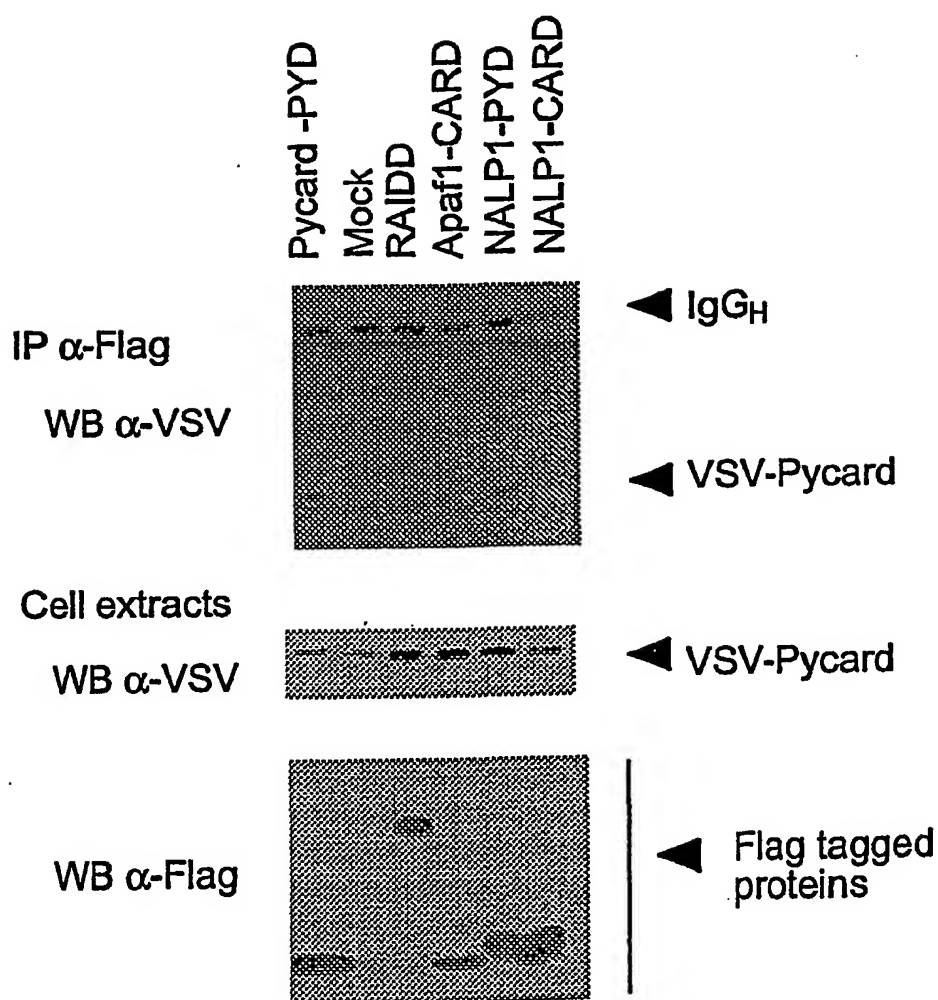 Pycard -PYD
Mock
RAIDD
Apaf1-CARD
NALP1-PYD
NALP1-CARD
IgGH
IP α-Flag
WB α-VSV
VSV-Pycard
Cell extracts
WB α-VSV
VSV-Pycard
WB α-Flag
Flag tagged
proteins